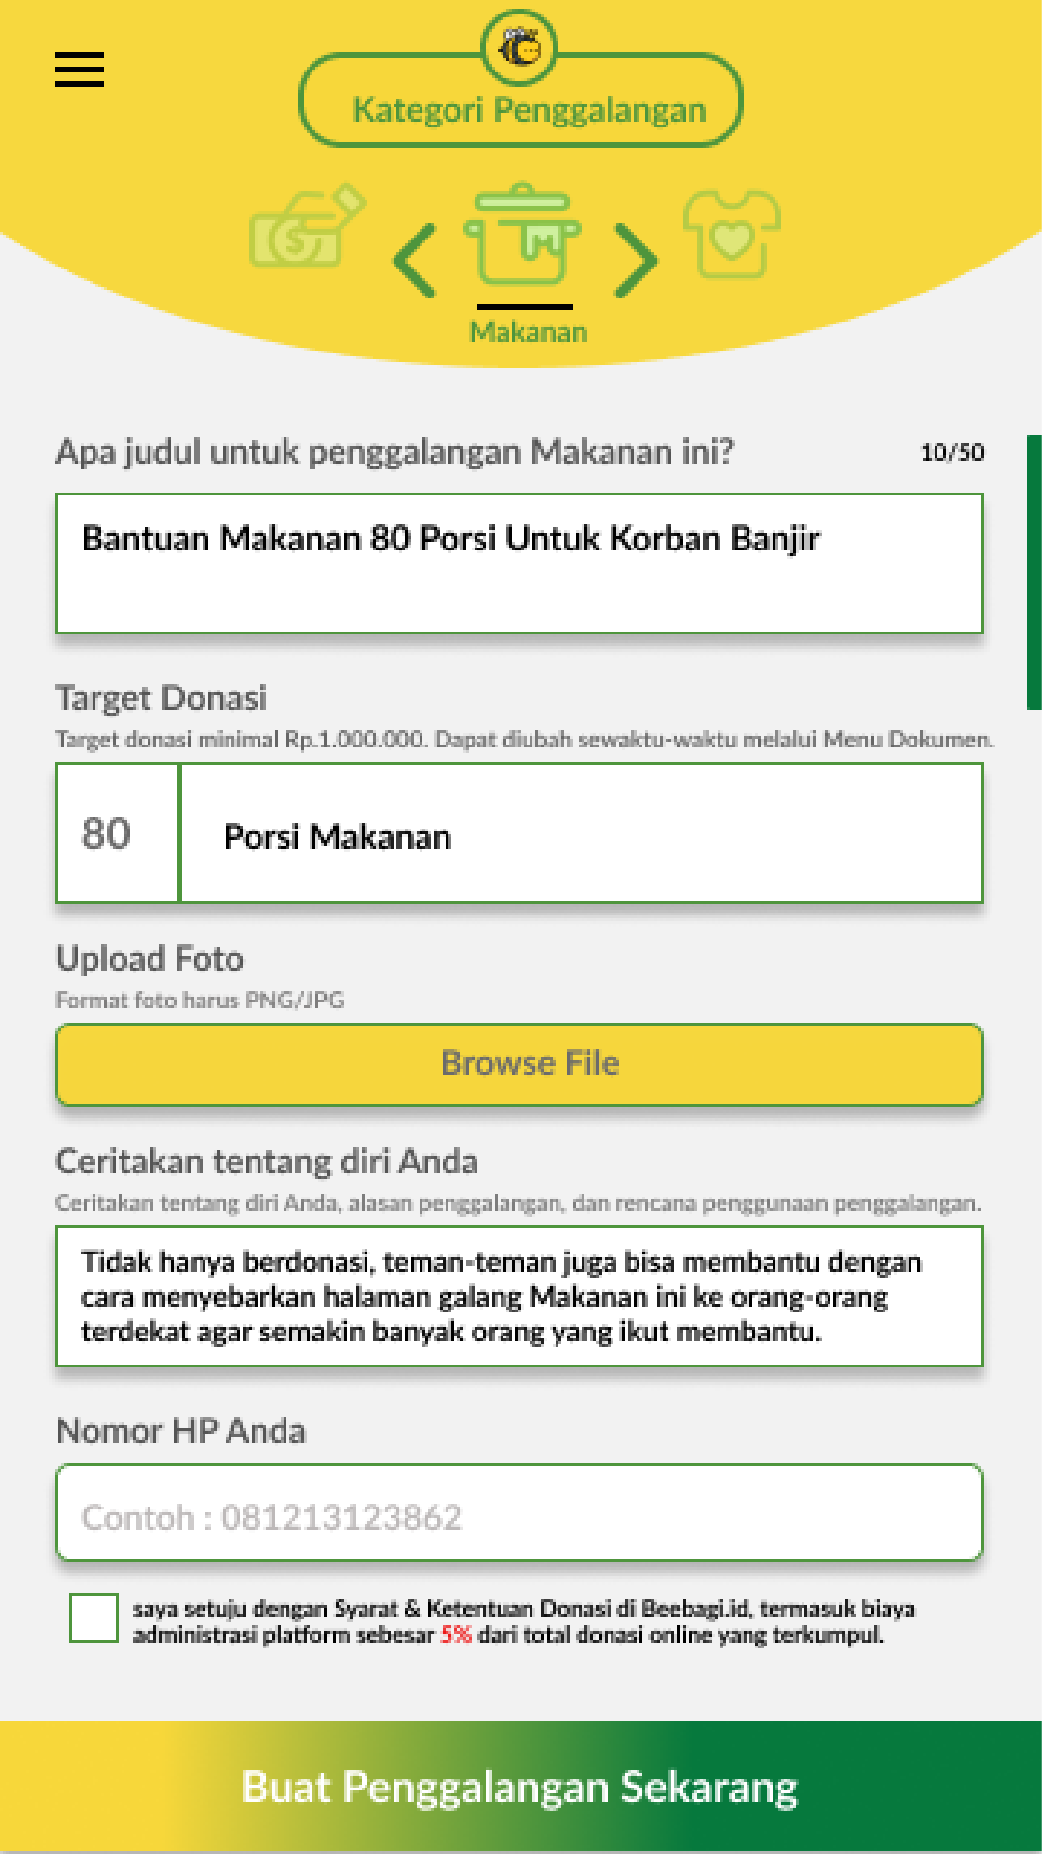 Kategori Penggalangan
Makanan
Apa judul untuk penggalangan Makanan ini?
10/50
Bantuan Makanan 80 Porsi Untuk Korban Banjir
Target Donasi
Target donasi minimal Rp.1.000.000. Dapat diubah sewaktu-waktu melalui Menu Dokumen.
80
Porsi Makanan
Upload Foto
Format foto harus PNG/JPG
Browse File
Ceritakan tentang diri Anda
Ceritakan tentang diri Anda, alasan penggalangan, dan rencana penggunaan penggalangan.
Tidak hanya berdonasi, teman-teman juga bisa membantu dengan
cara menyebarkan halaman galang Makanan ini ke orang-orang
terdekat agar semakin banyak orang yang ikut membantu.
Nomor HP Anda
Contoh : 081213123862
saya setuju dengan Syarat & Ketentuan Donasi di Beebagi.id, termasuk biaya
administrasi platform sebesar 5% dari total donasi online yang terkumpul.
Buat Penggalangan Sekarang